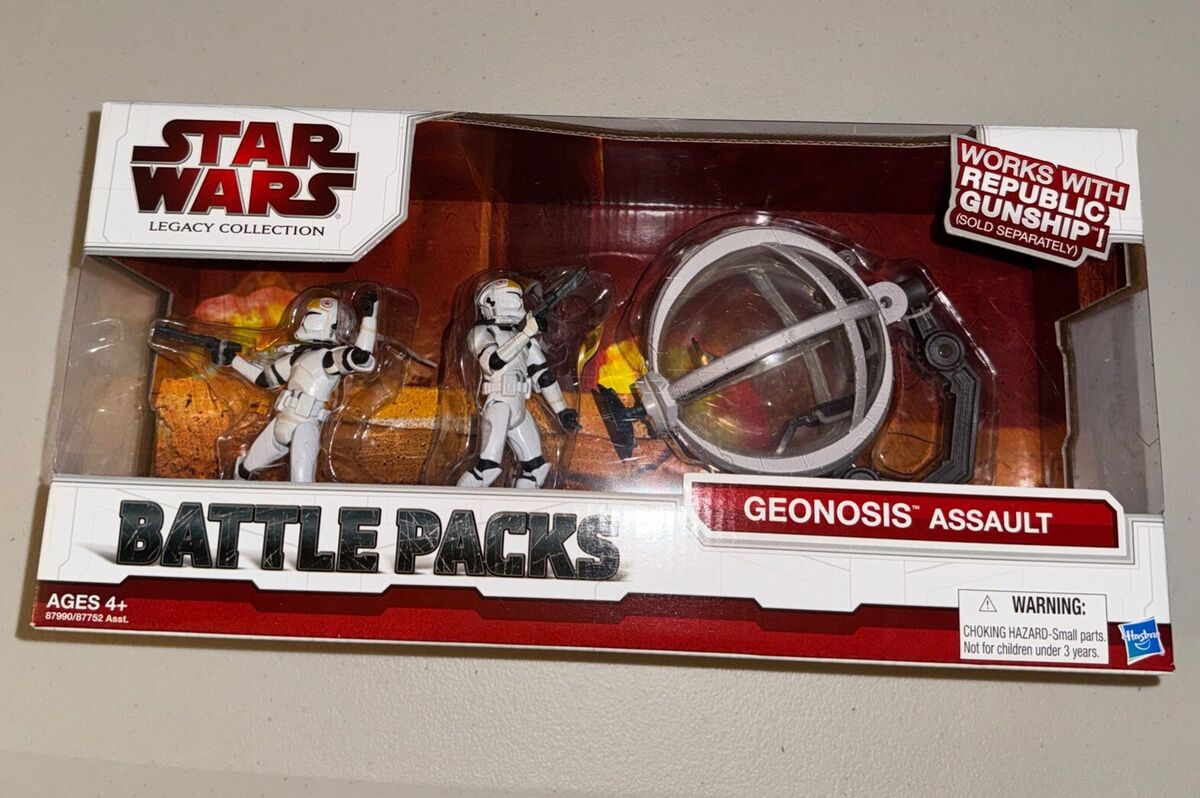 STAR
WARS®
LEGACY COLLECTION
WORKS WITH
REPUBLIC
GUNSHIP™!
(SOLD SEPARATELY)
BATTLE PACKS
GEONOSIS™ ASSAULT
AGES 4+
87990/87752 Asst.
⚠ WARNING:
CHOKING HAZARD-Small parts.
Not for children under 3 years.
Hasbro